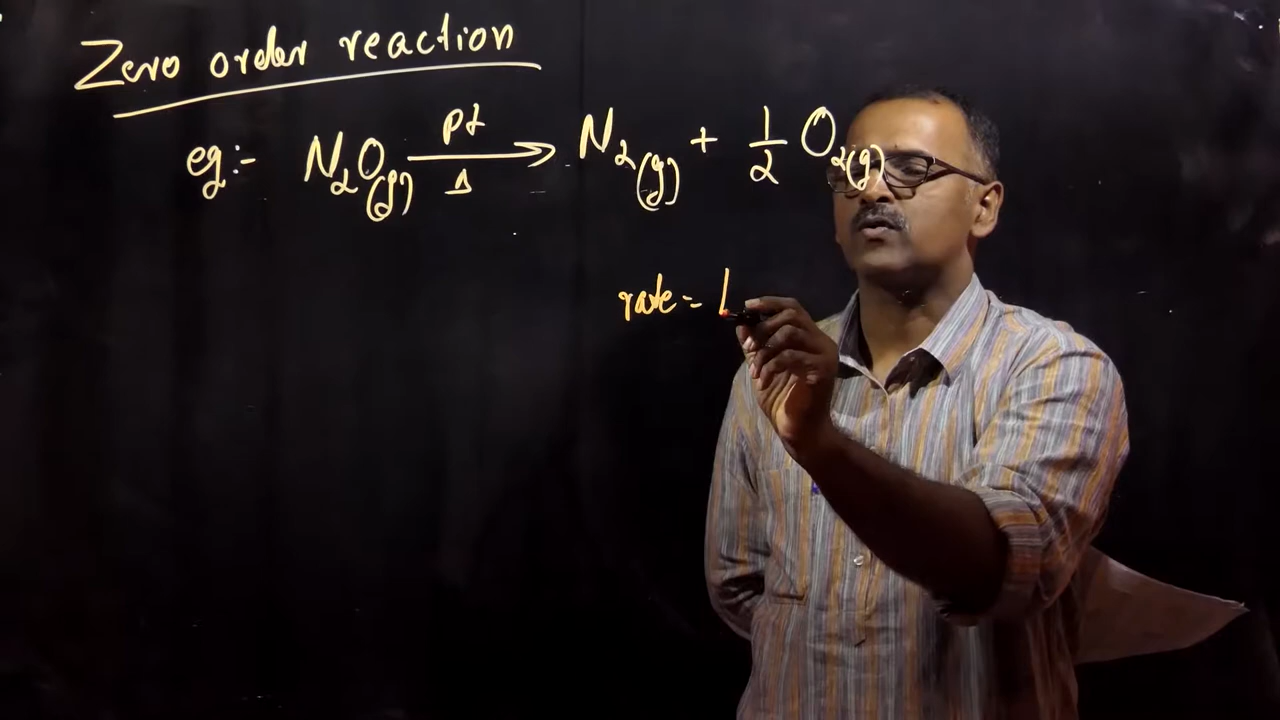 Zero order reaction
eg:- N₂O(g) →[Pt, Δ] N₂(g) + 1/2 O₂(g)
rate =